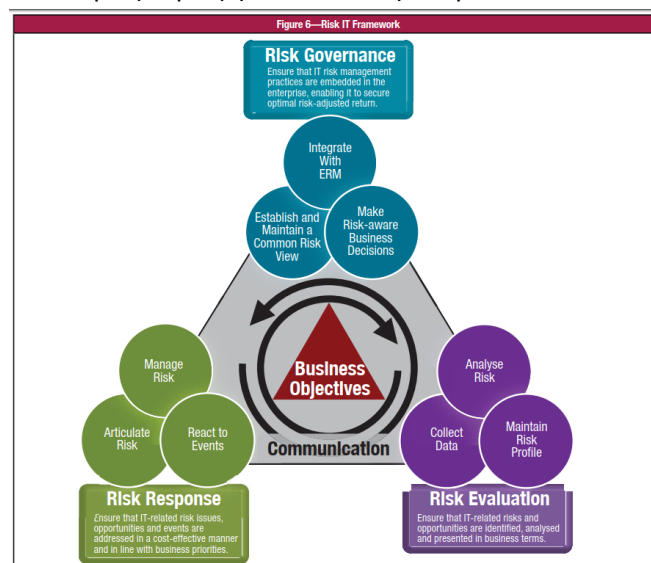 Figure 6—Risk IT Framework
Risk Governance
Ensure that IT risk management
practices are embedded in the
enterprise, enabling it to secure
optimal risk-adjusted return.
Integrate
With
ERM
Establish and
Maintain a
Common Risk
View
Make
Risk-aware
Business
Decisions
Business
Objectives
Communication
Manage
Risk
Articulate
Risk
React to
Events
Analyse
Risk
Collect
Data
Maintain
Risk
Profile
Risk Response
Ensure that IT-related risk issues,
opportunities and events are
addressed in a cost-effective manner
and in line with business priorities.
Risk Evaluation
Ensure that IT-related risks and
opportunities are identified, analysed
and presented in business terms.